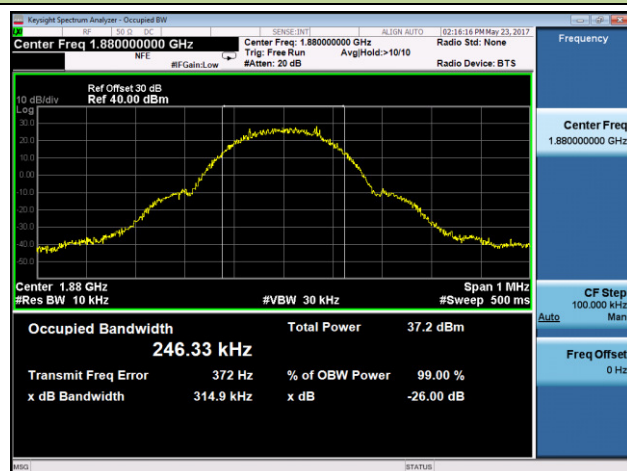 Keysight Spectrum Analyzer - Occupied BW
RF 50 Ω DC SENSE:INT ALIGN AUTO 02:16:16 PM May 23, 2017
Center Freq 1.880000000 GHz Center Freq: 1.880000000 GHz Radio Std: None
NFE Trig: Free Run Avg|Hold:>10/10
#IFGain:Low #Atten: 20 dB Radio Device: BTS
Ref Offset 30 dB
10 dB/div Ref 40.00 dBm
Log
30.0
20.0
10.0
0.00
-10.0
-20.0
-30.0
-40.0
-50.0
Center 1.88 GHz Span 1 MHz
#Res BW 10 kHz #VBW 30 kHz #Sweep 500 ms
Occupied Bandwidth Total Power 37.2 dBm
246.33 kHz
Transmit Freq Error 372 Hz % of OBW Power 99.00 %
x dB Bandwidth 314.9 kHz x dB -26.00 dB
MSG STATUS
Frequency
Center Freq
1.880000000 GHz
CF Step
100.000 kHz
Auto Man
Freq Offset
0 Hz